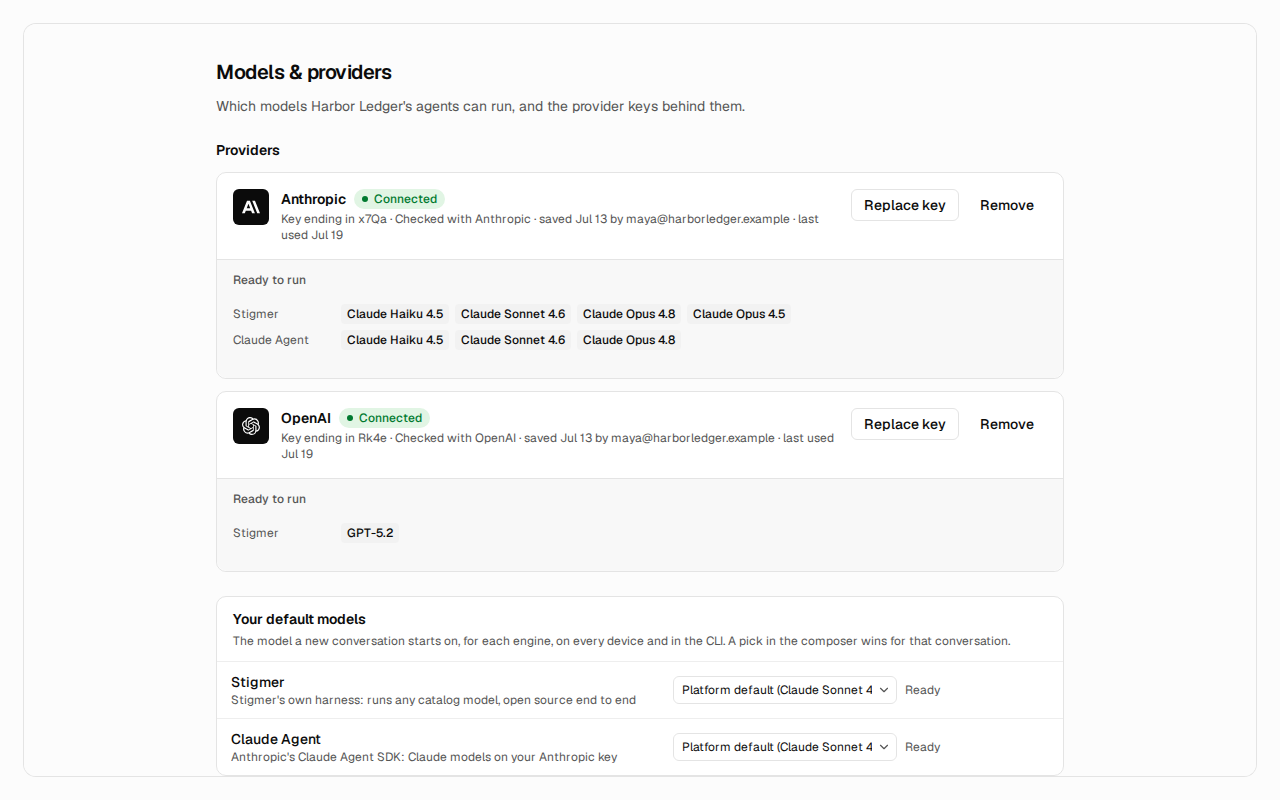 Models & providers
Which models Harbor Ledger's agents can run, and the provider keys behind them.
Providers
Anthropic
Connected
Key ending in x7Qa · Checked with Anthropic · saved Jul 13 by maya@harborledger.example · last
used Jul 19
Replace key
Remove
Ready to run
Stigmer
Claude Haiku 4.5
Claude Sonnet 4.6
Claude Opus 4.8
Claude Opus 4.5
Claude Agent
Claude Haiku 4.5
Claude Sonnet 4.6
Claude Opus 4.8
OpenAI
Connected
Key ending in Rk4e · Checked with OpenAI · saved Jul 13 by maya@harborledger.example · last used
Jul 19
Replace key
Remove
Ready to run
Stigmer
GPT-5.2
Your default models
The model a new conversation starts on, for each engine, on every device and in the CLI. A pick in the composer wins for that conversation.
Stigmer
Stigmer's own harness: runs any catalog model, open source end to end
Platform default (Claude Sonnet 4
Ready
Claude Agent
Anthropic's Claude Agent SDK: Claude models on your Anthropic key
Platform default (Claude Sonnet 4
Ready